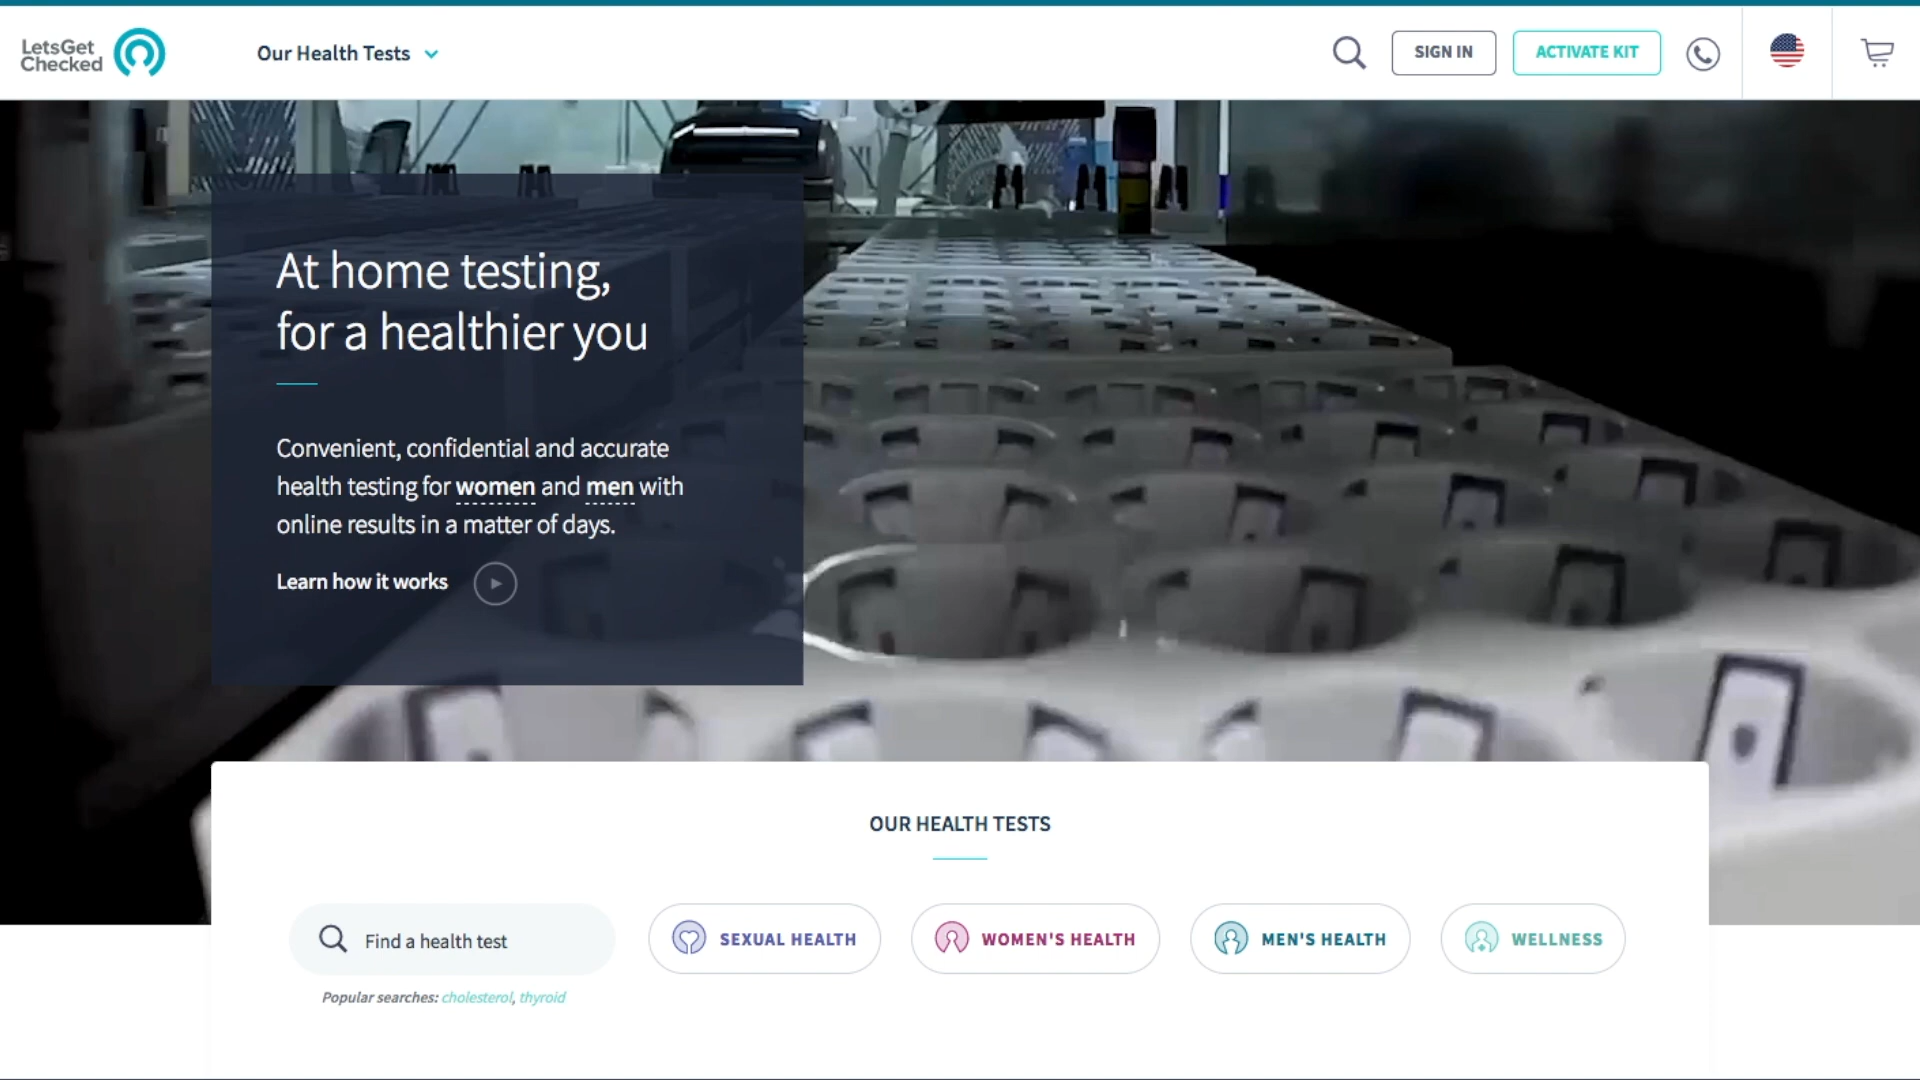 LetsGet
Checked
Our Health Tests
SIGN IN
ACTIVATE KIT
At home testing,
for a healthier you
Convenient, confidential and accurate
health testing for women and men with
online results in a matter of days.
Learn how it works
OUR HEALTH TESTS
Find a health test
SEXUAL HEALTH
WOMEN'S HEALTH
MEN'S HEALTH
WELLNESS
Popular searches: cholesterol, thyroid